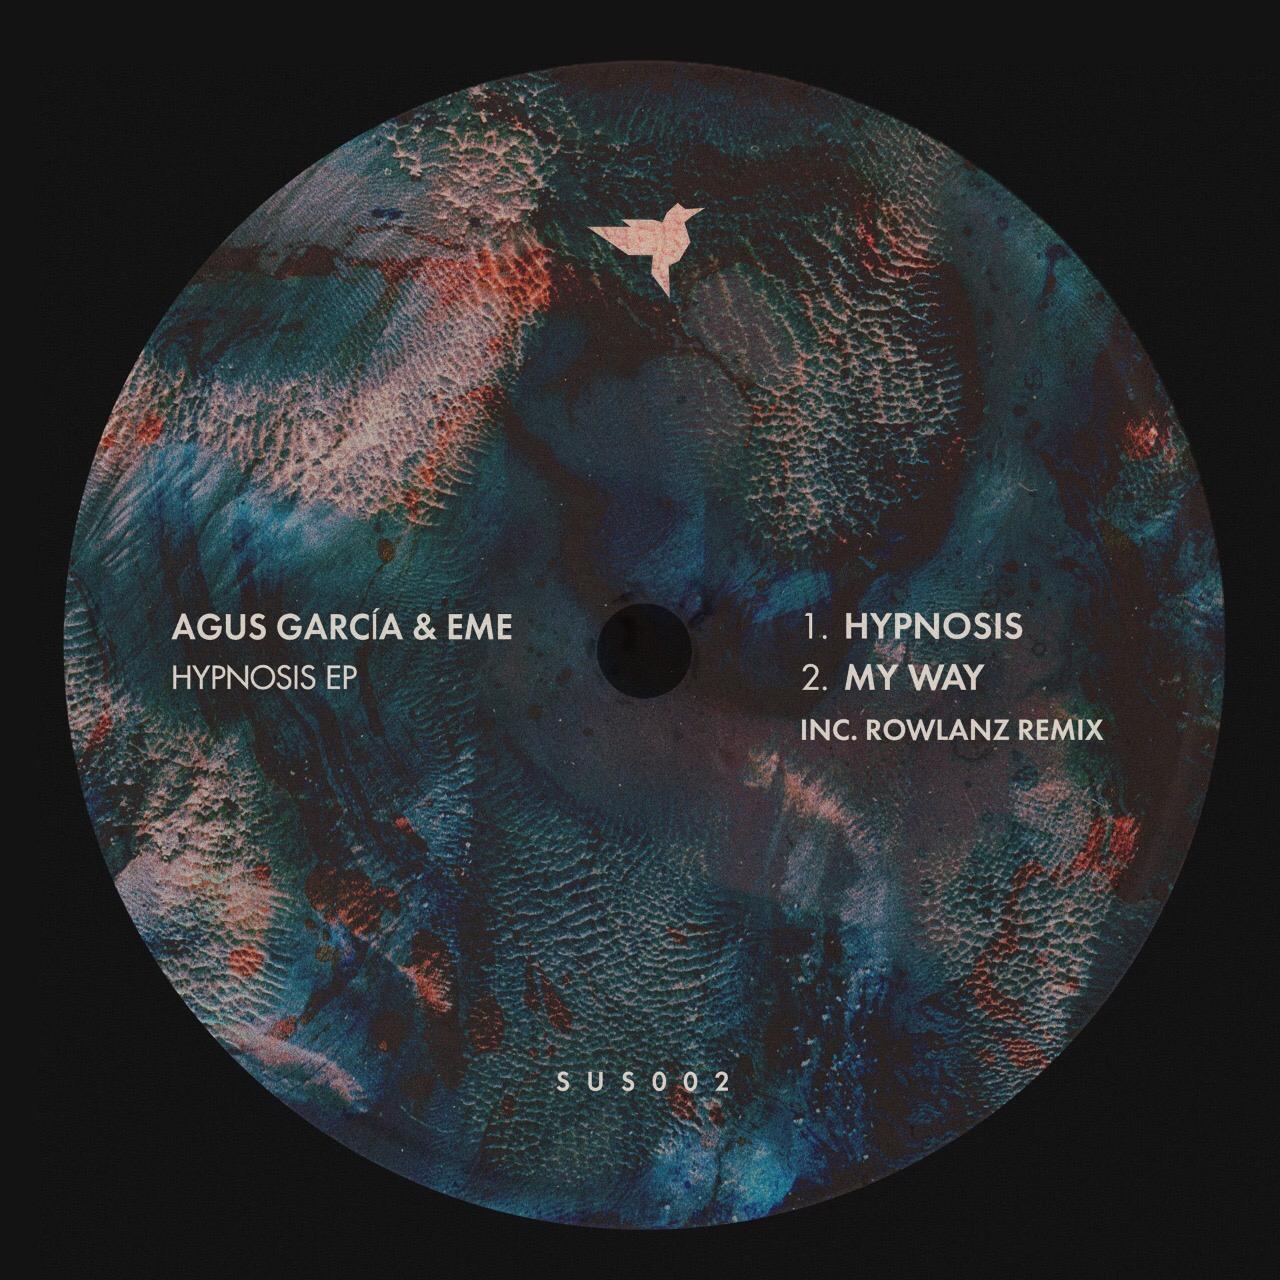 AGUS GARCÍA & EME
HYPNOSIS EP
1. HYPNOSIS
2. MY WAY
INC. ROWLANZ REMIX
SUS002